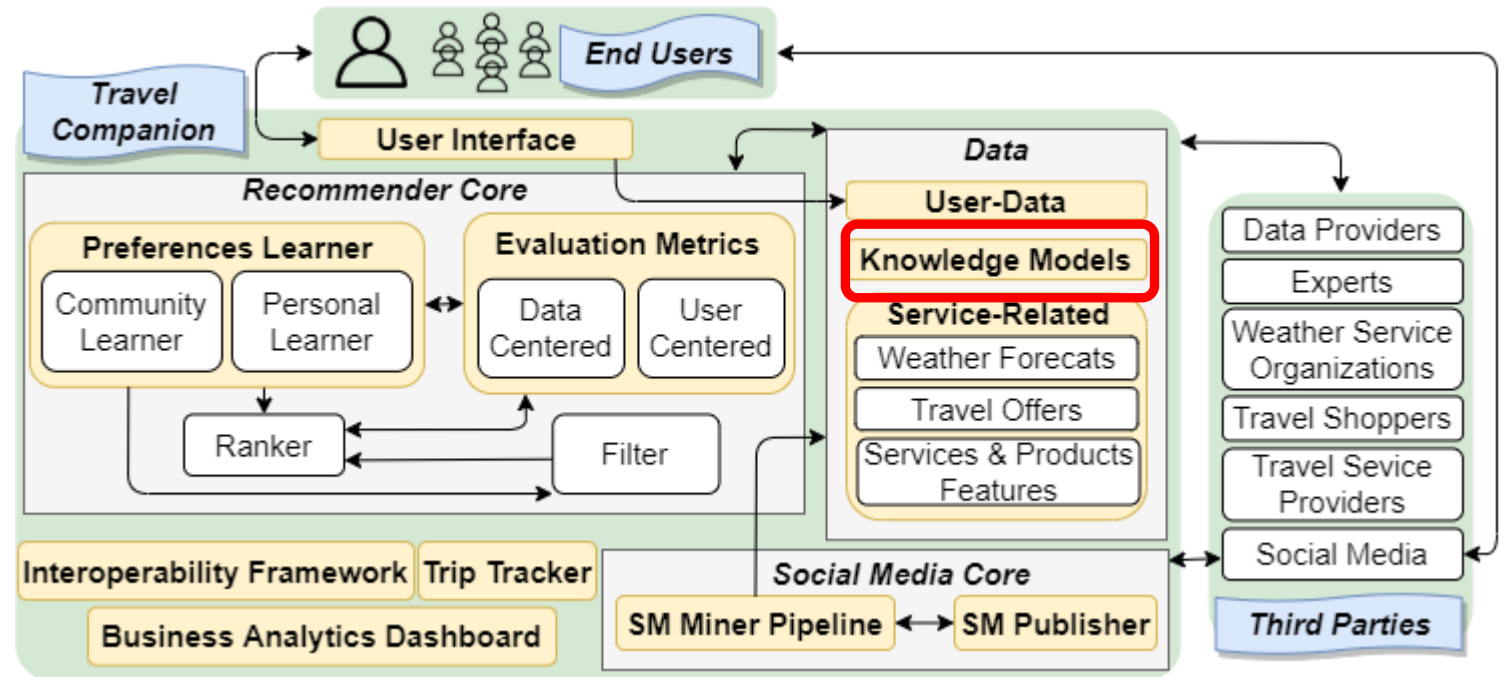 End Users
Travel
Companion
User Interface
Recommender Core
Preferences Learner
Community
Learner
Personal
Learner
Evaluation Metrics
Data
Centered
User
Centered
Ranker
Filter
Data
User-Data
Knowledge Models
Service-Related
Weather Forecats
Travel Offers
Services & Products
Features
Data Providers
Experts
Weather Service
Organizations
Travel Shoppers
Travel Sevice
Providers
Social Media
Third Parties
Interoperability Framework
Trip Tracker
Business Analytics Dashboard
Social Media Core
SM Miner Pipeline
SM Publisher